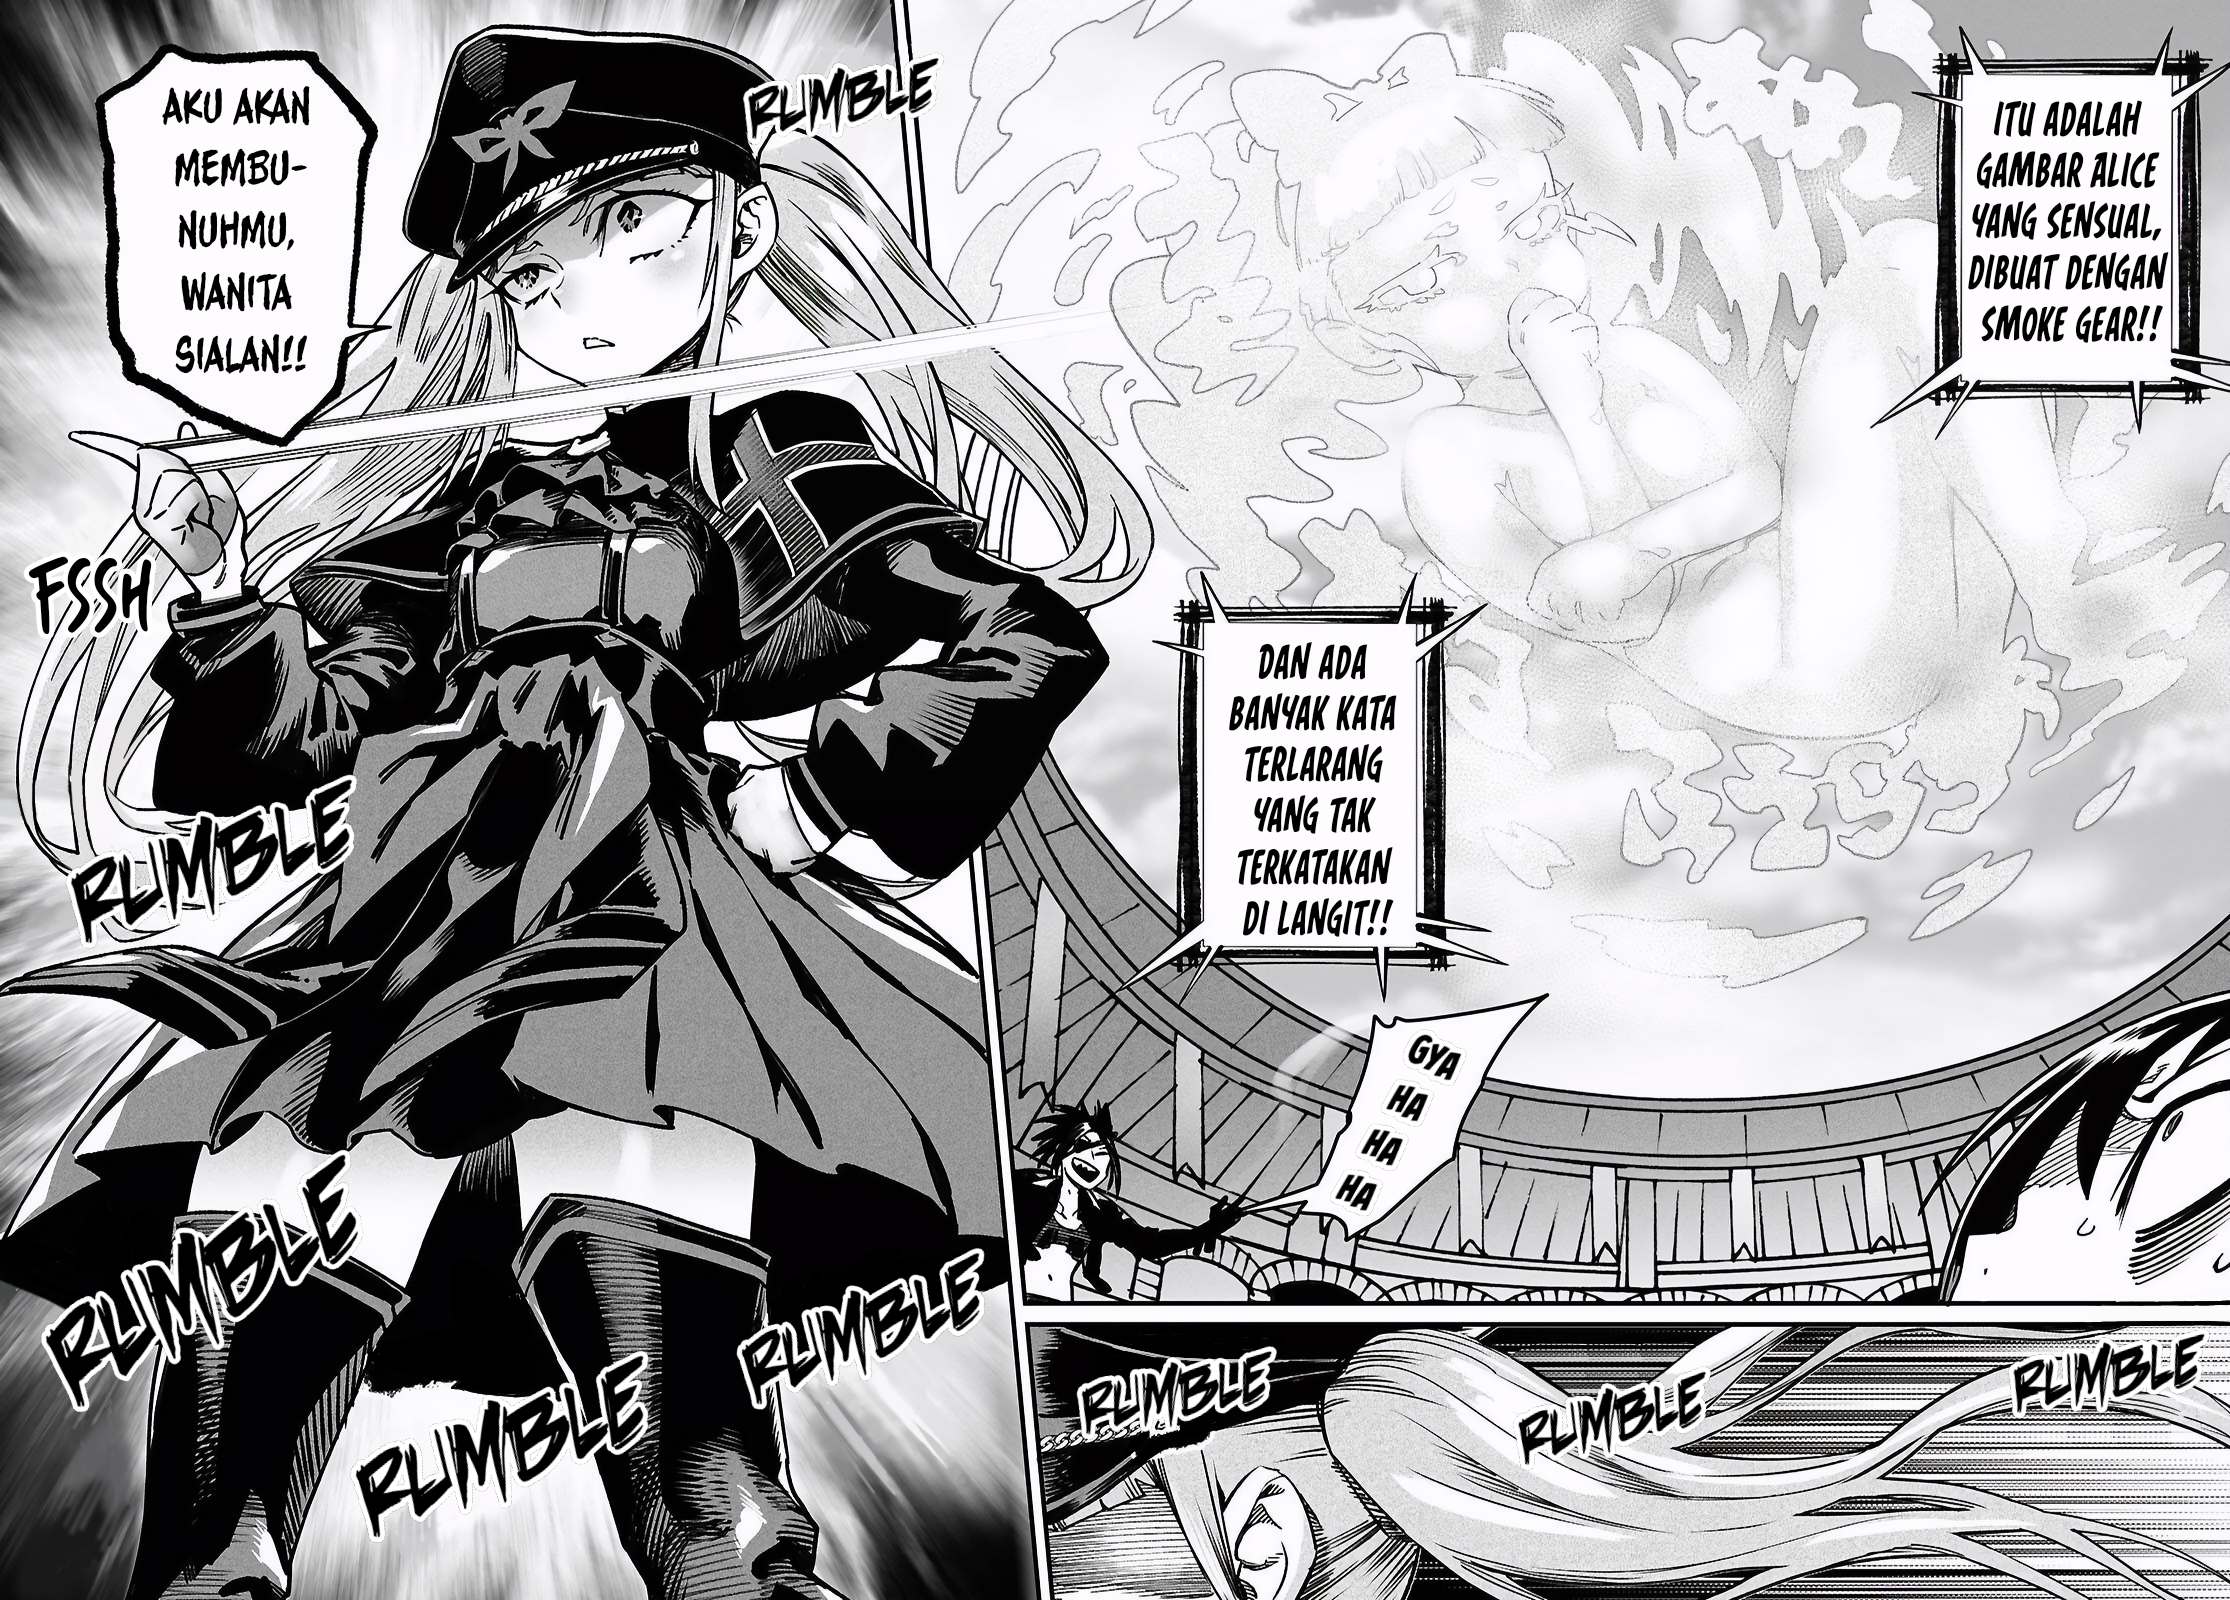 ITU ADALAH
GAMBAR ALICE
YANG SENSUAL,
DIBUAT DENGAN
SMOKE GEAR!!
DAN ADA
BANYAK KATA
TERLARANG
YANG TAK
TERKATAKAN
DI LANGIT!!
GYA
HA
HA
HA
RUMBLE
RUMBLE
RUMBLE
RUMBLE
AKU AKAN
MEMBU-
NUHMU,
WANITA
SIALAN!!
FSSH
RUMBLE
RUMBLE
RUMBLE
RUMBLE